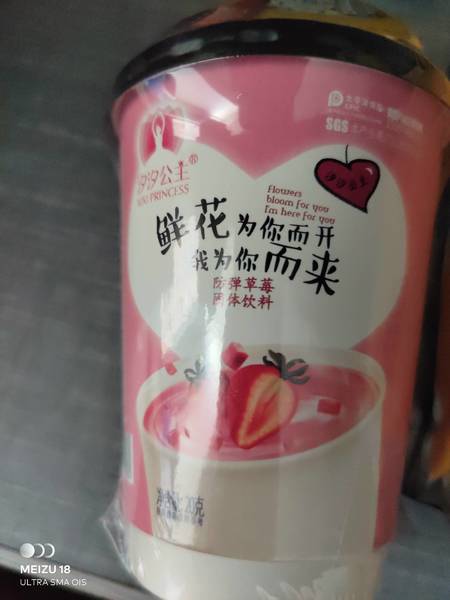 汐汐公主®
PRINCESS
SGS
汐汐公主
Flowers
bloom for you
I'm here for you
鲜花为你而开
我为你而来
防弹草莓
固体饮料
MEIZU 18
ULTRA SMA OIS